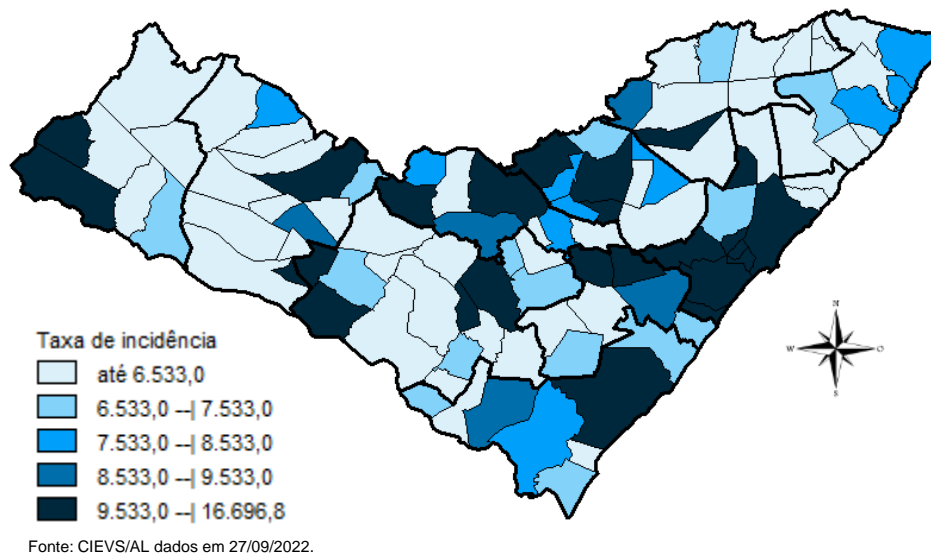 N
W
O
S
Taxa de incidência
até 6.533,0
6.533,0 --| 7.533,0
7.533,0 --| 8.533,0
8.533,0 --| 9.533,0
9.533,0 --| 16.696,8
Fonte: CIEVS/AL dados em 27/09/2022.